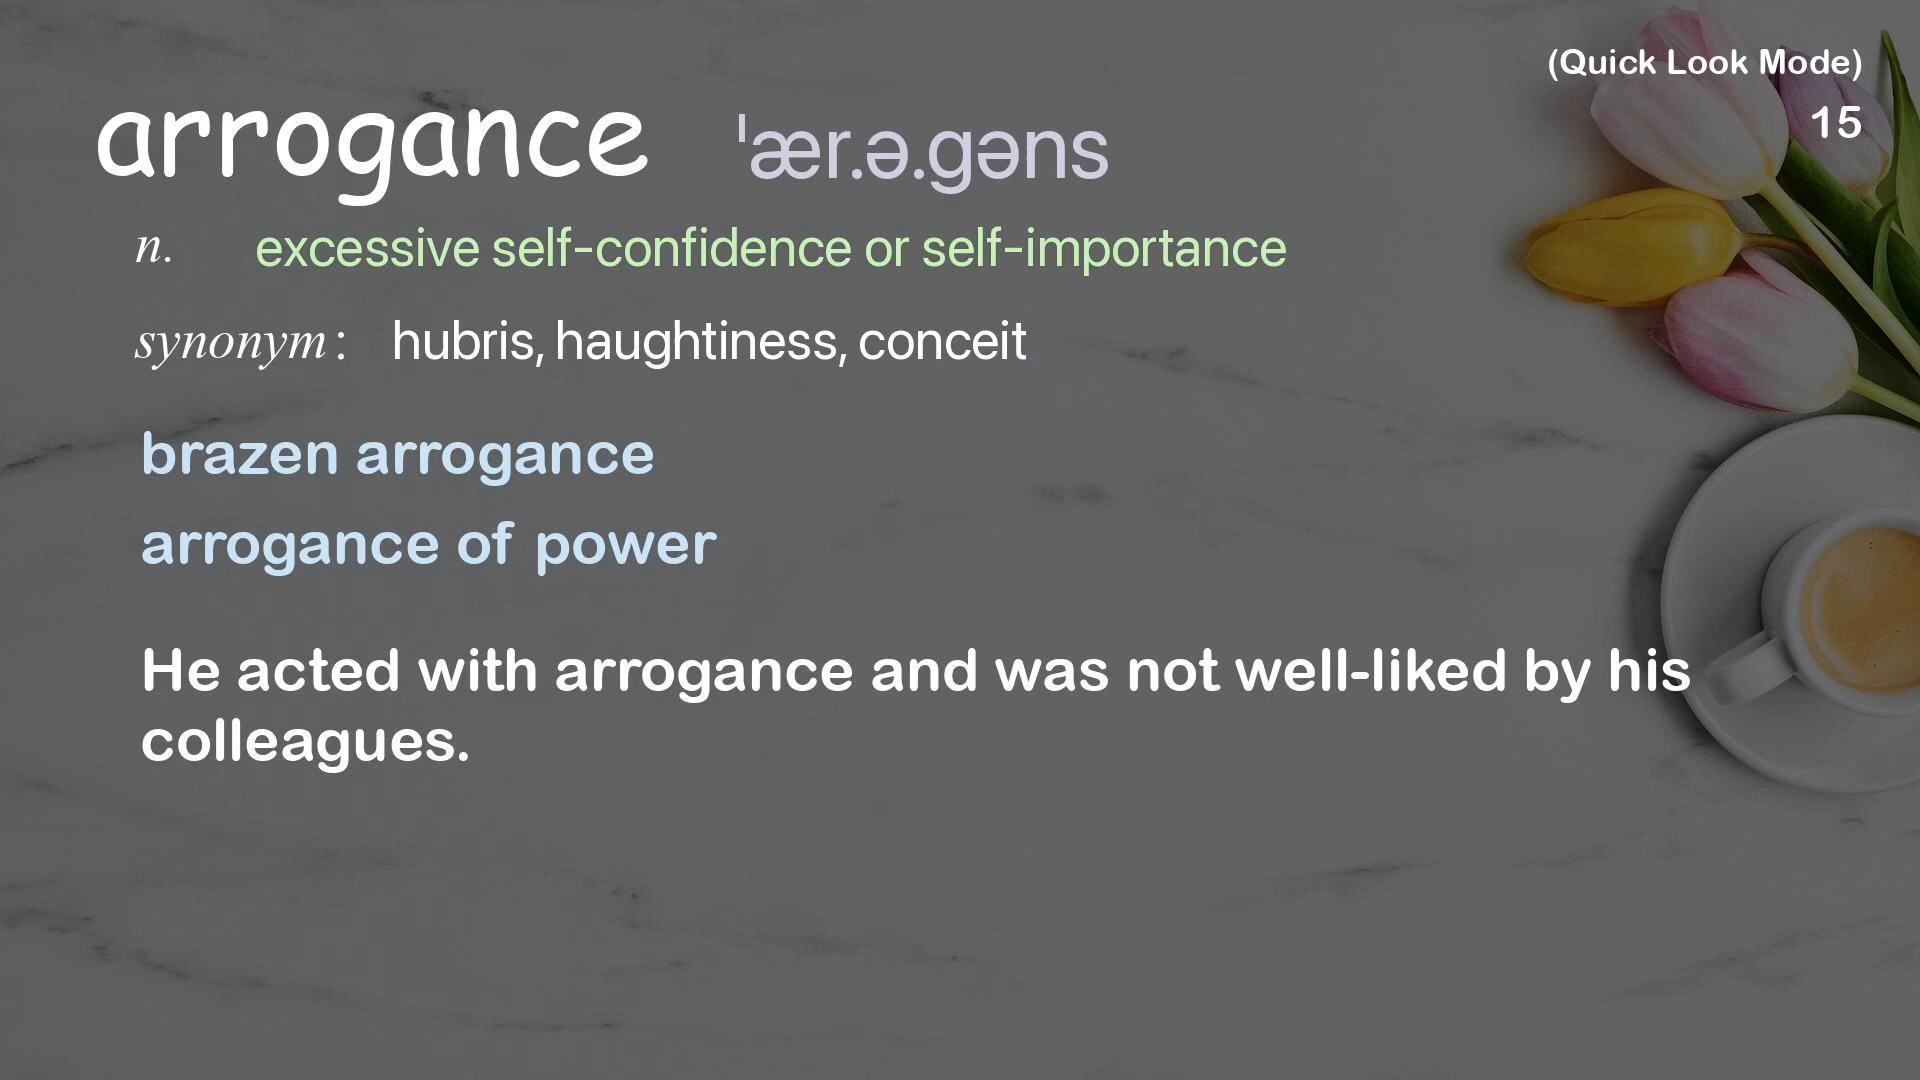 (Quick Look Mode)
15
arrogance ˈær.ə.gəns
n. excessive self-confidence or self-importance
synonym: hubris, haughtiness, conceit
brazen arrogance
arrogance of power
He acted with arrogance and was not well-liked by his
colleagues.